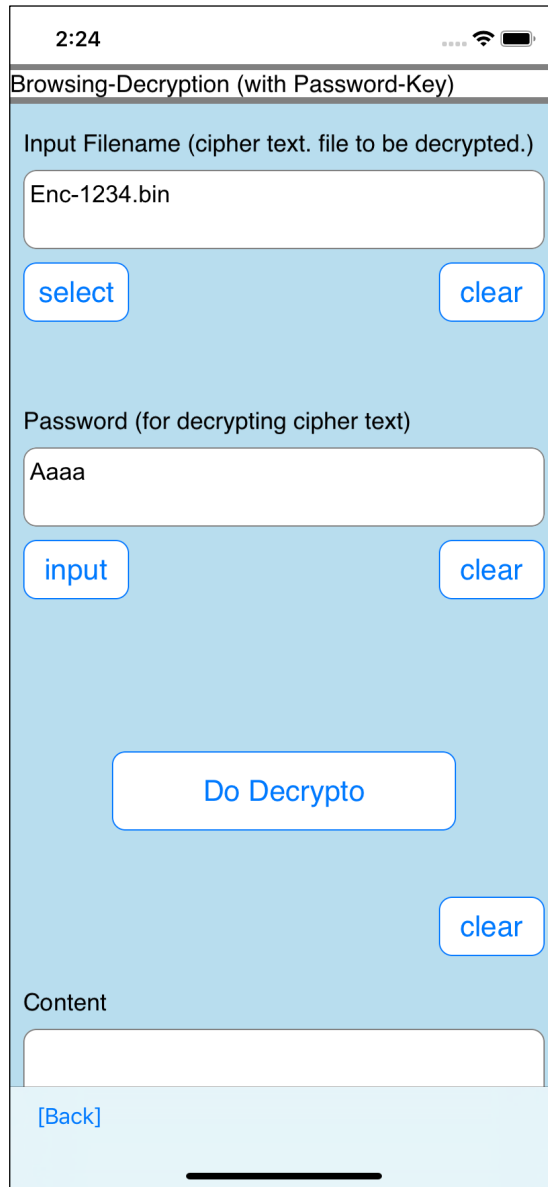 2:24
Browsing-Decryption (with Password-Key)
Input Filename (cipher text. file to be decrypted.)
Enc-1234.bin
select
clear
Password (for decrypting cipher text)
Aaaa
input
clear
Do Decrypto
clear
Content
[Back]